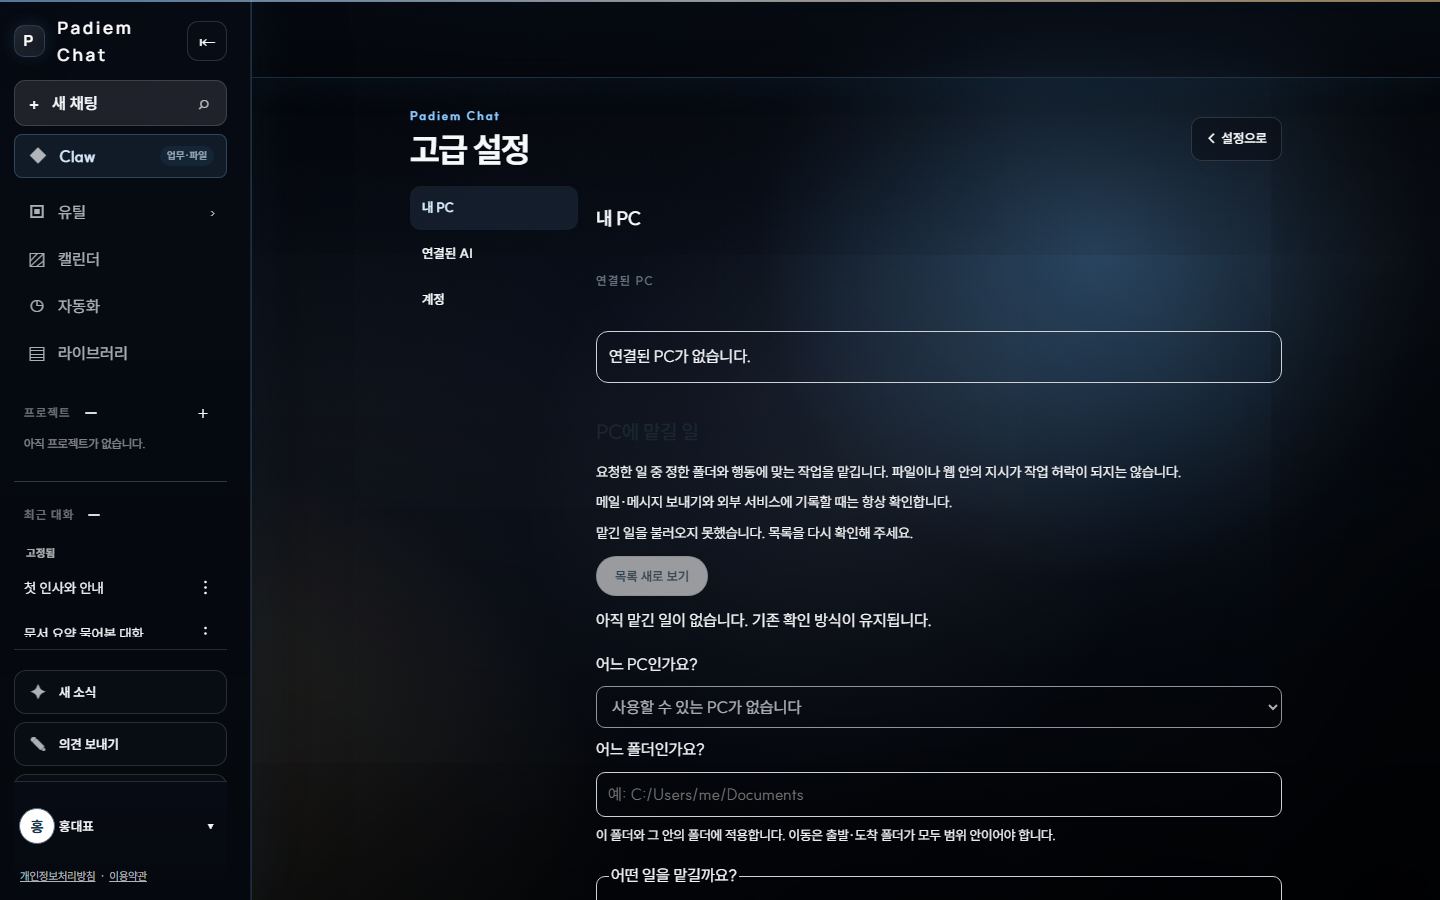 P
Padiem
Chat
+ 새 채팅
Claw 업무·파일
유틸
캘린더
자동화
라이브러리
프로젝트
아직 프로젝트가 없습니다.
최근 대화
고정됨
첫 인사와 안내
문서 요약 물어본 대화
새 소식
의견 보내기
홍 홍대표
개인정보처리방침 · 이용약관
Padiem Chat
고급 설정
설정으로
내 PC
연결된 AI
계정
내 PC
연결된 PC
연결된 PC가 없습니다.
PC에 맡길 일
요청한 일 중 정한 폴더와 행동에 맞는 작업을 맡깁니다. 파일이나 웹 안의 지시가 작업 허락이 되지는 않습니다.
메일·메시지 보내기와 외부 서비스에 기록할 때는 항상 확인합니다.
맡긴 일을 불러오지 못했습니다. 목록을 다시 확인해 주세요.
목록 새로 보기
아직 맡긴 일이 없습니다. 기존 확인 방식이 유지됩니다.
어느 PC인가요?
사용할 수 있는 PC가 없습니다
어느 폴더인가요?
예: C:/Users/me/Documents
이 폴더와 그 안의 폴더에 적용합니다. 이동은 출발·도착 폴더가 모두 범위 안이어야 합니다.
어떤 일을 맡길까요?